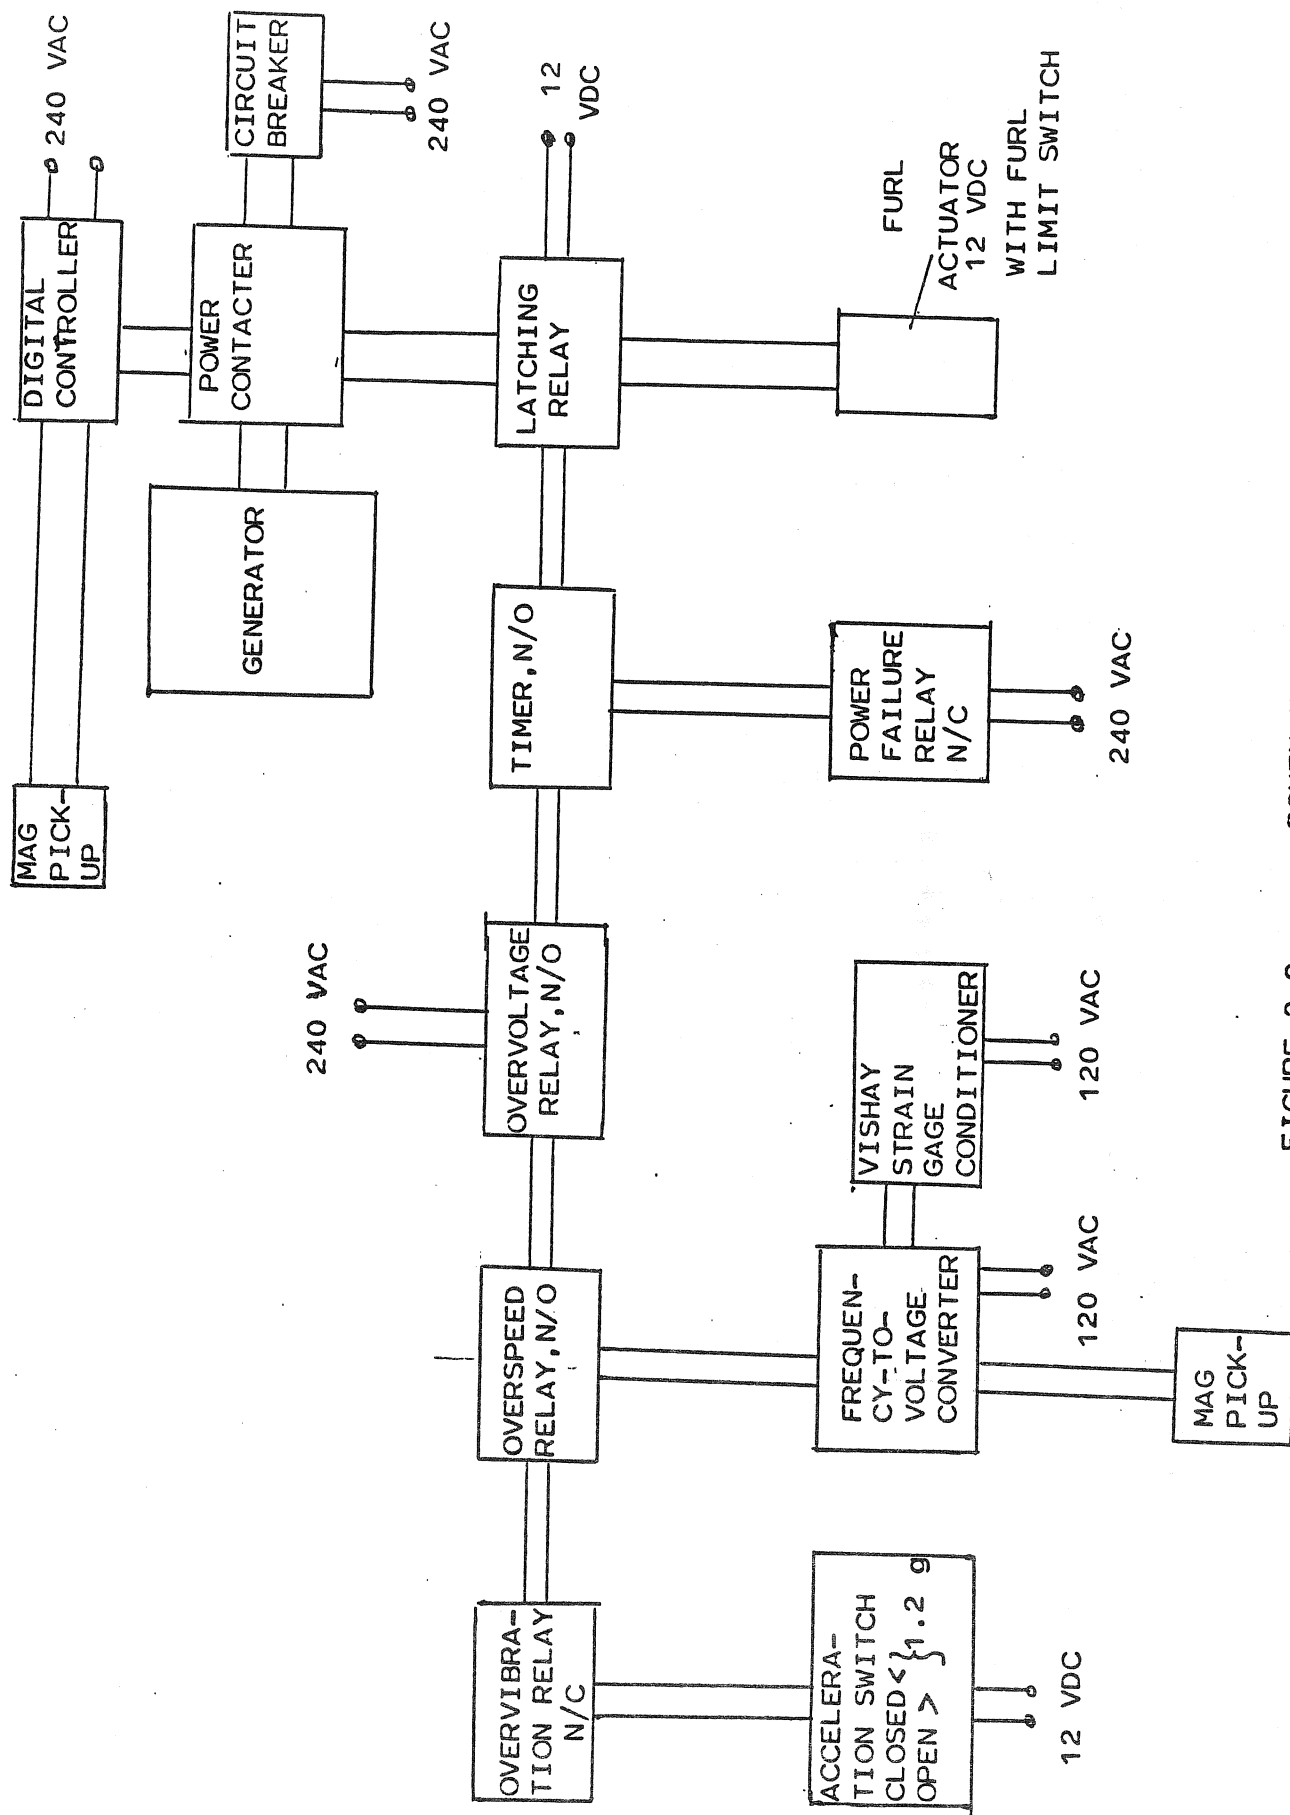 MAG
PICK-
UP
DIGITAL
CONTROLLER
240 VAC
GENERATOR
POWER
CONTACTER
CIRCUIT
BREAKER
240 VAC
240 VAC
OVERVIBRA-
TION RELAY
N/C
OVERSPEED
RELAY, N/O
OVERVOLTAGE
RELAY, N/O
TIMER, N/O
LATCHING
RELAY
12
VDC
ACCELERA-
TION SWITCH
CLOSED <
OPEN >
} 1.2 g
12 VDC
FREQUEN-
CY-TO-
VOLTAGE
CONVERTER
120 VAC
MAG
PICK-
UP
VISHAY
STRAIN
GAGE
CONDITIONER
120 VAC
POWER
FAILURE
RELAY
N/C
240 VAC
FURL
ACTUATOR
12 VDC
WITH FURL
LIMIT SWITCH